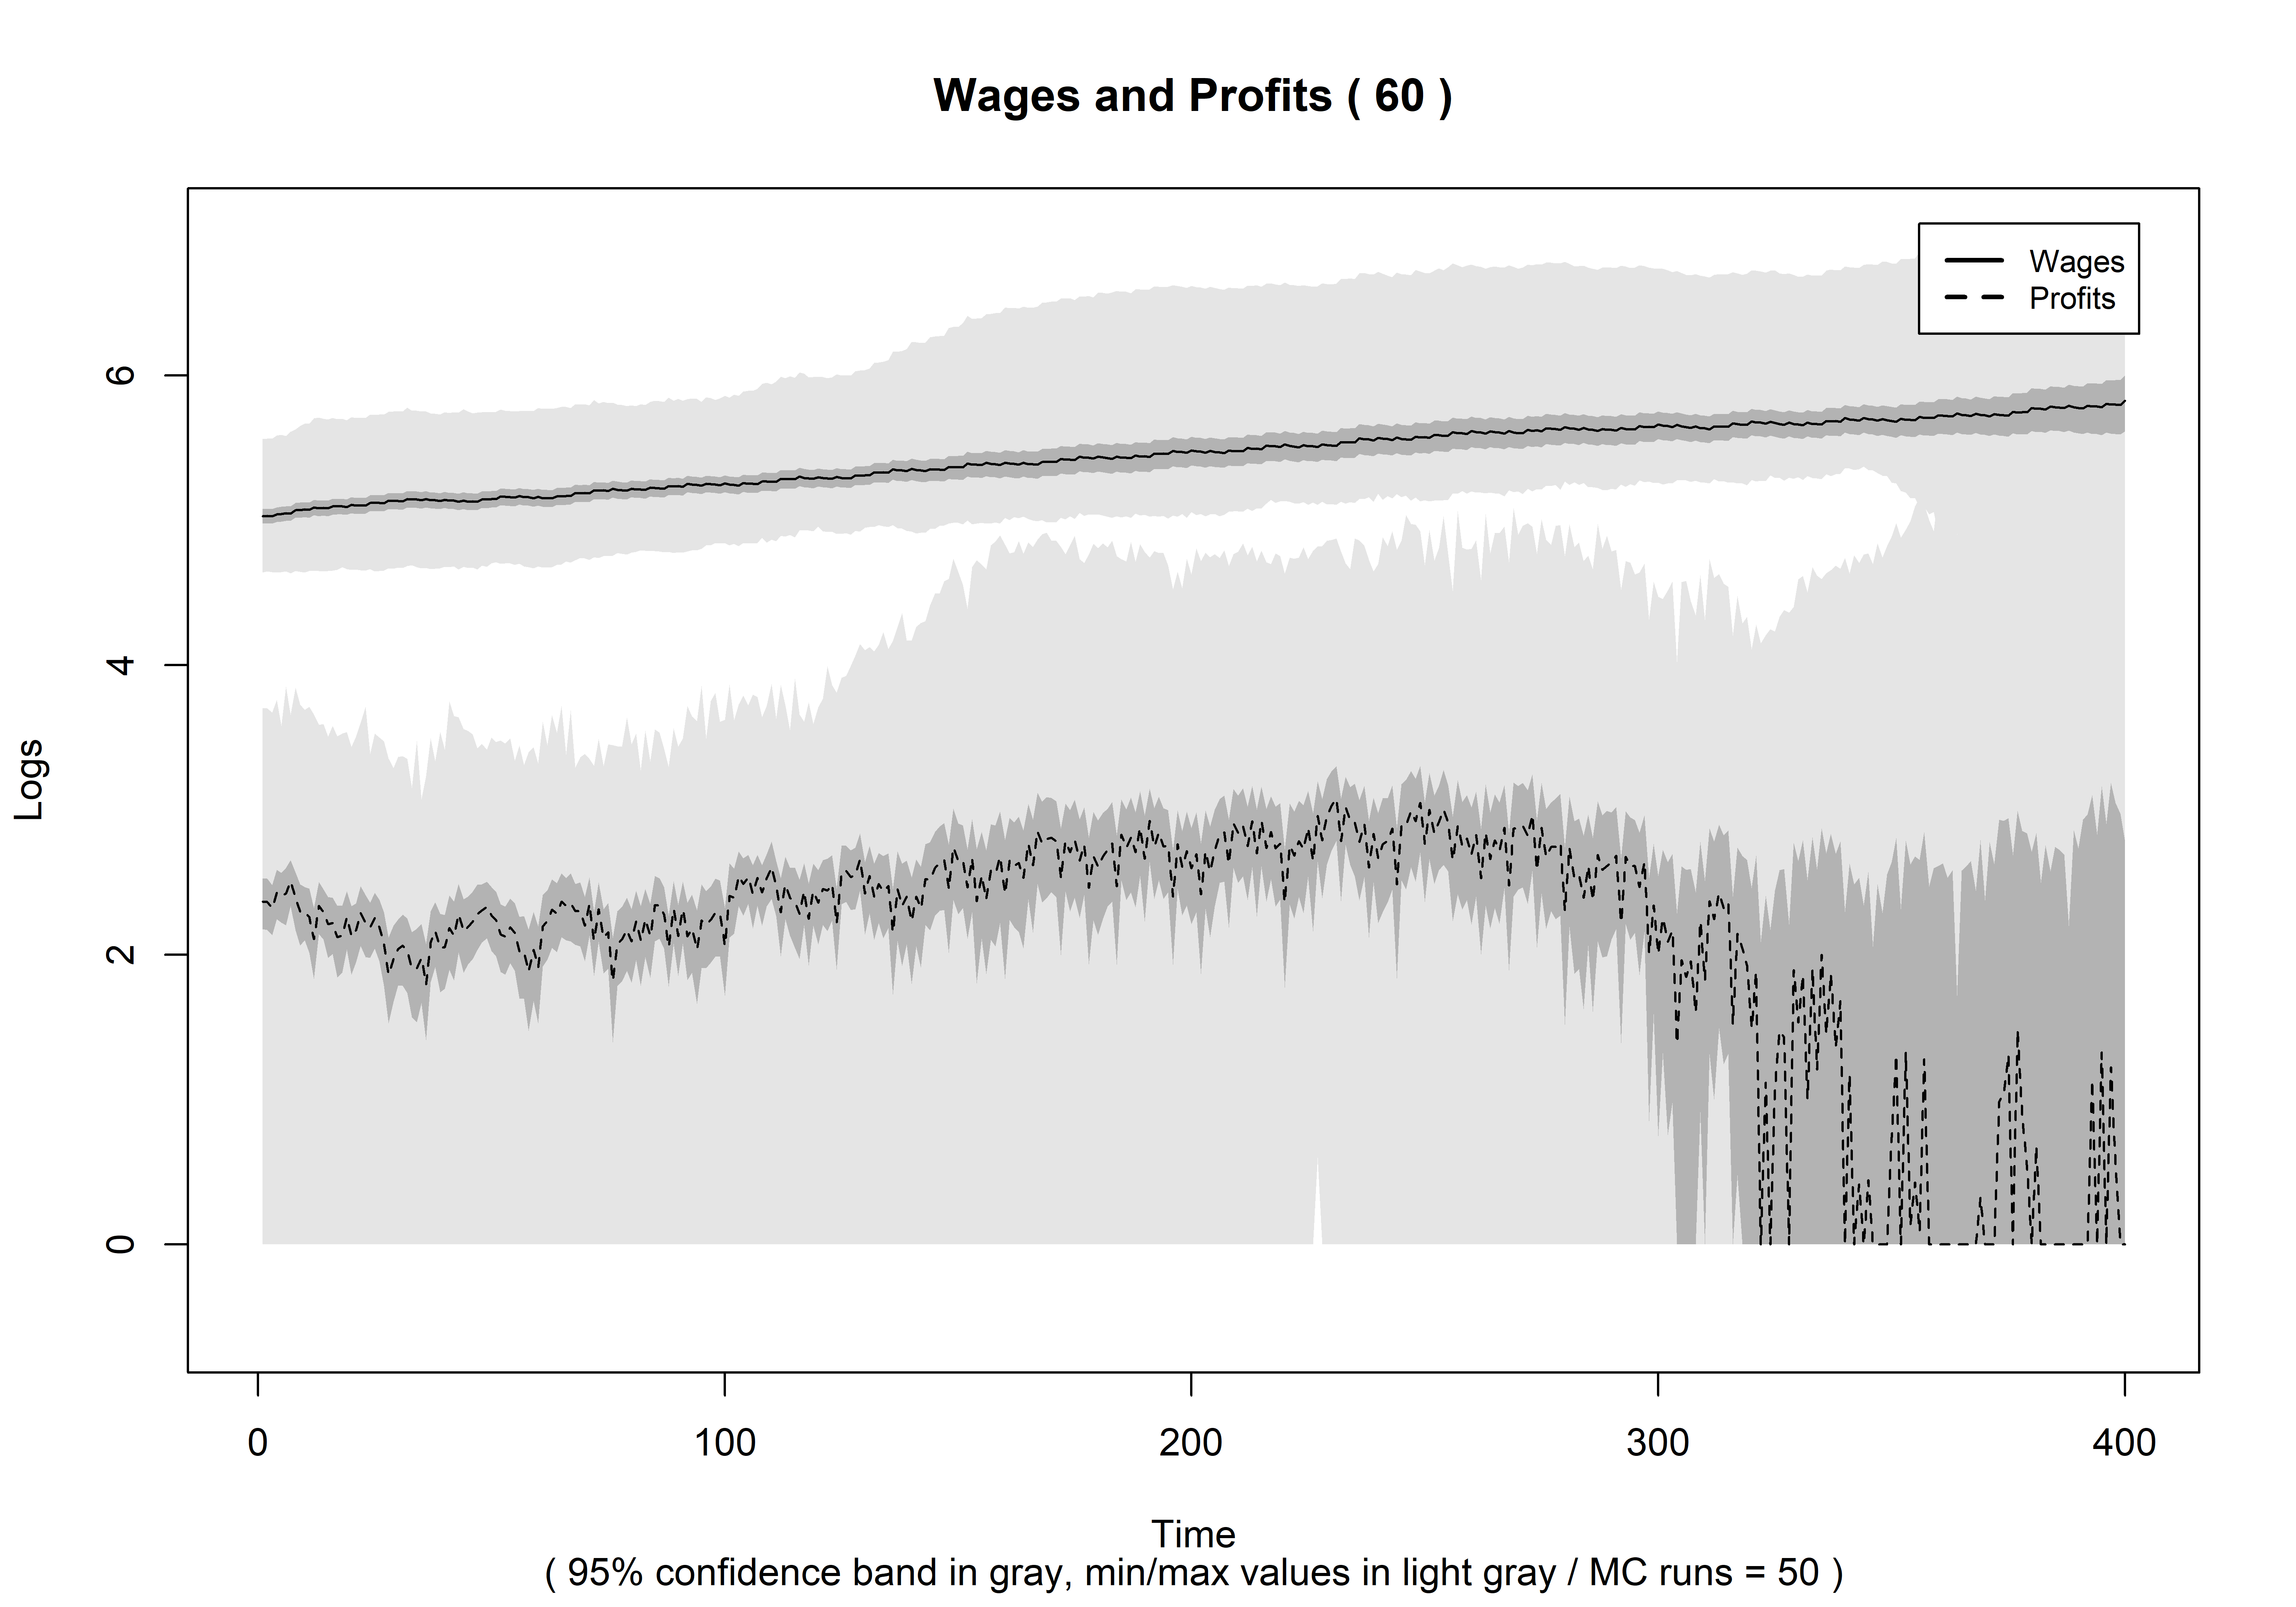 Wages and Profits ( 60 )
Wages
Profits
6
4
2
0
Logs
0 100 200 300 400
Time
( 95% confidence band in gray, min/max values in light gray / MC runs = 50 )